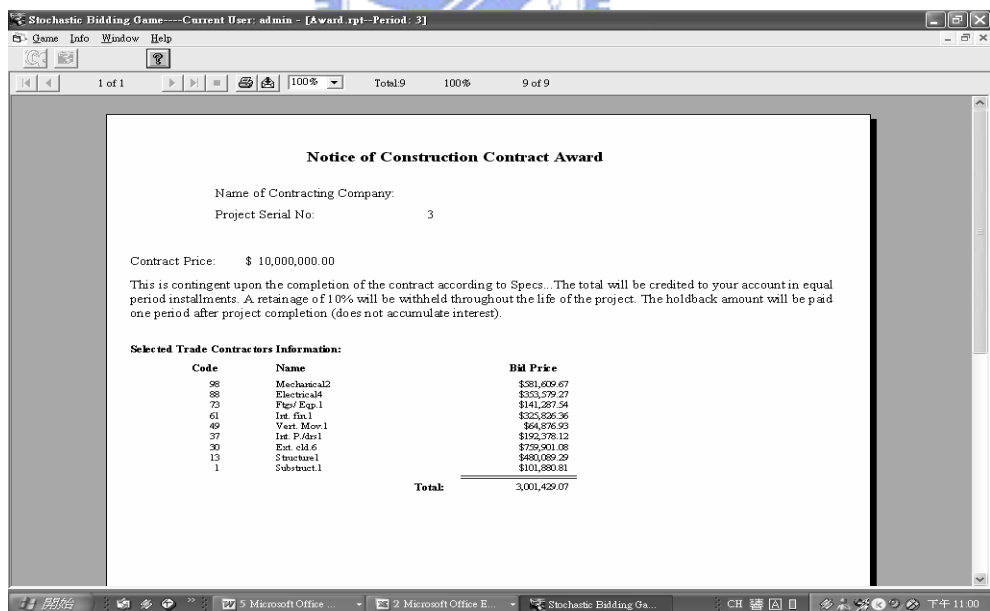 Stochastic Bidding Game----Current User: admin - [Award.rpt--Period: 3]
Game Info Window Help
1 of 1 100% Total:9 100% 9 of 9
Notice of Construction Contract Award
Name of Contracting Company:
Project Serial No: 3
Contract Price: $ 10,000,000.00
This is contingent upon the completion of the contract according to Specs...The total will be credited to your account in equal
period installments. A retainage of 10% will be withheld throughout the life of the project. The holdback amount will be paid
one period after project completion (does not accumulate interest).
Selected Trade Contractors Information:
Code Name Bid Price
98 Mechanical2 $581,609.67
88 Electrical4 $353,579.27
73 Ftgs/ Eqp.1 $141,287.54
61 Int. fin.1 $325,826.36
49 Vert. Mov.1 $64,876.93
37 Int. P./drs1 $192,378.12
30 Ext. cld.6 $759,901.08
13 Structure1 $480,089.29
1 Substruct.1 $101,880.81
Total: 3,001,429.07
開始 5 Microsoft Office ... 2 Microsoft Office E... Stochastic Bidding Ga... CH 下午 11:00